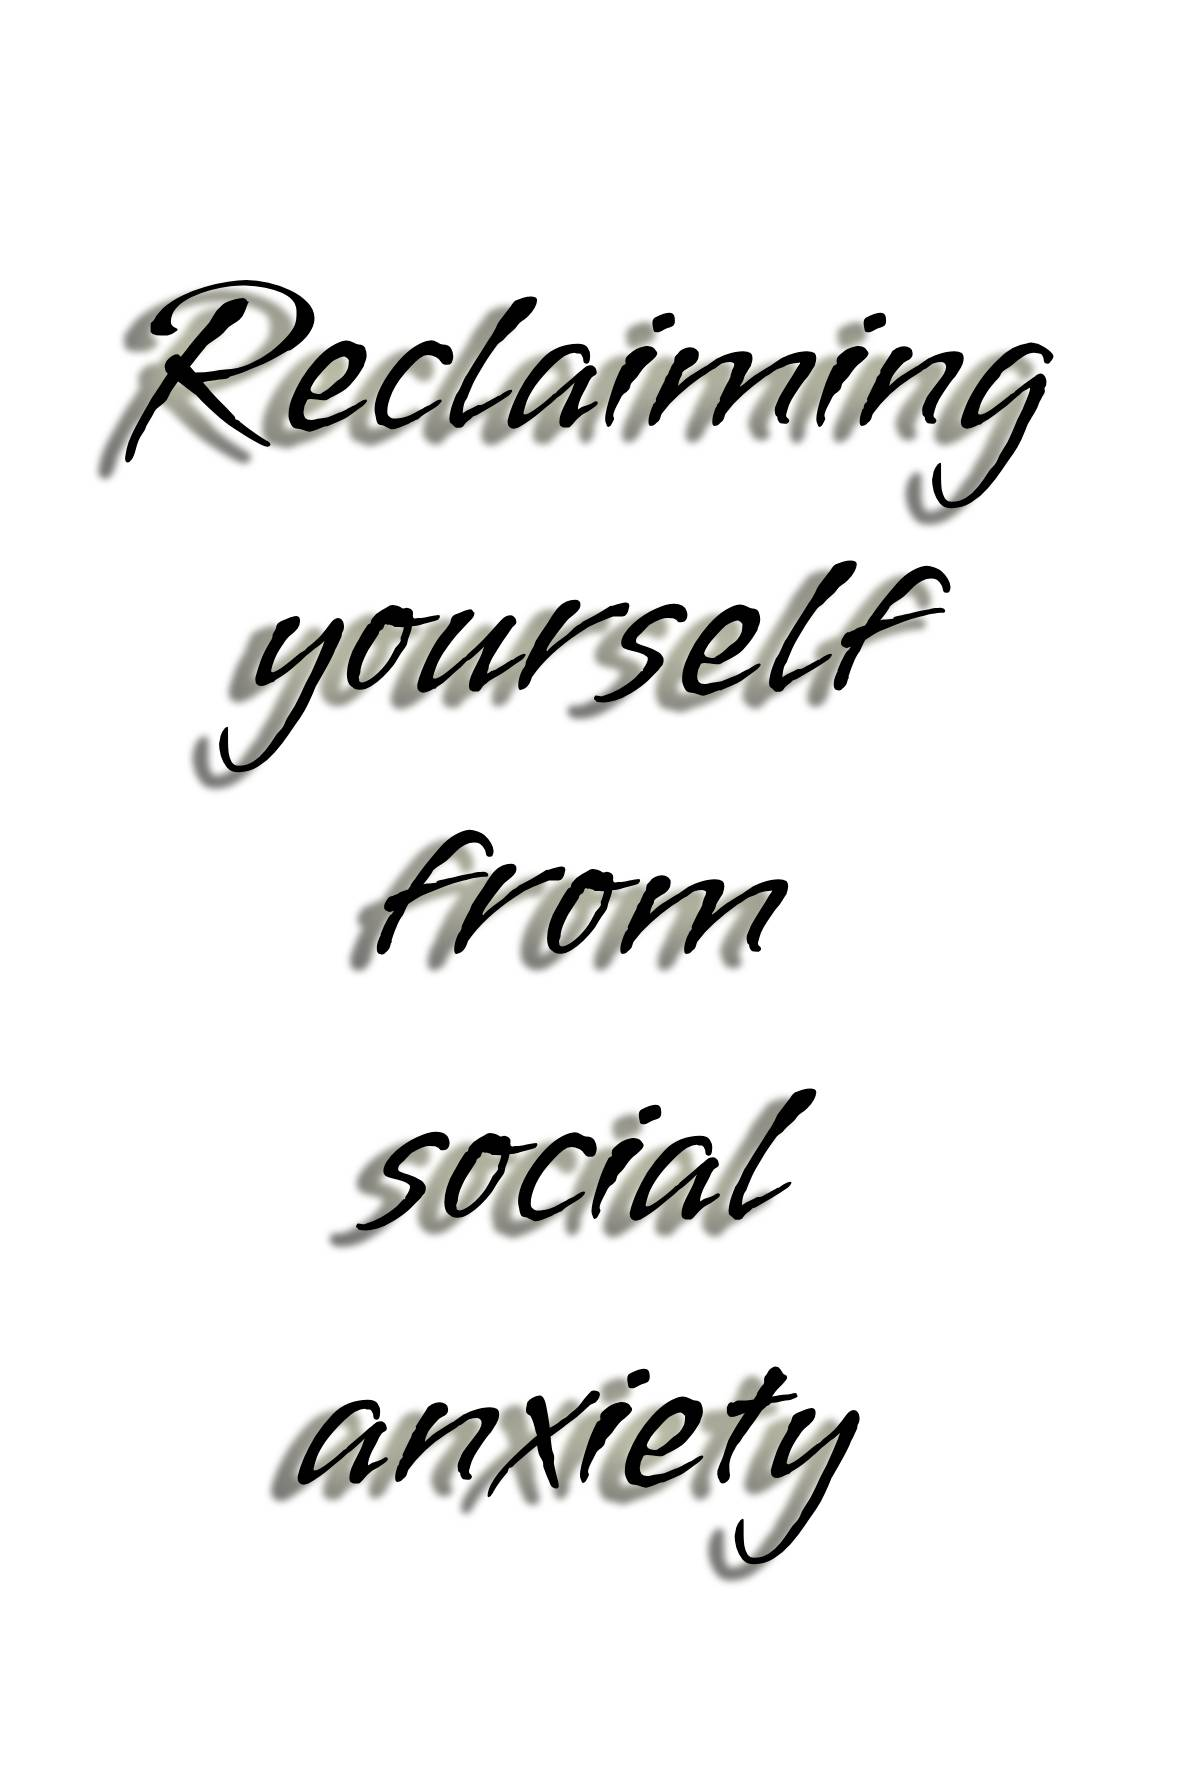 Reclaiming
yourself
from
social
anxiety